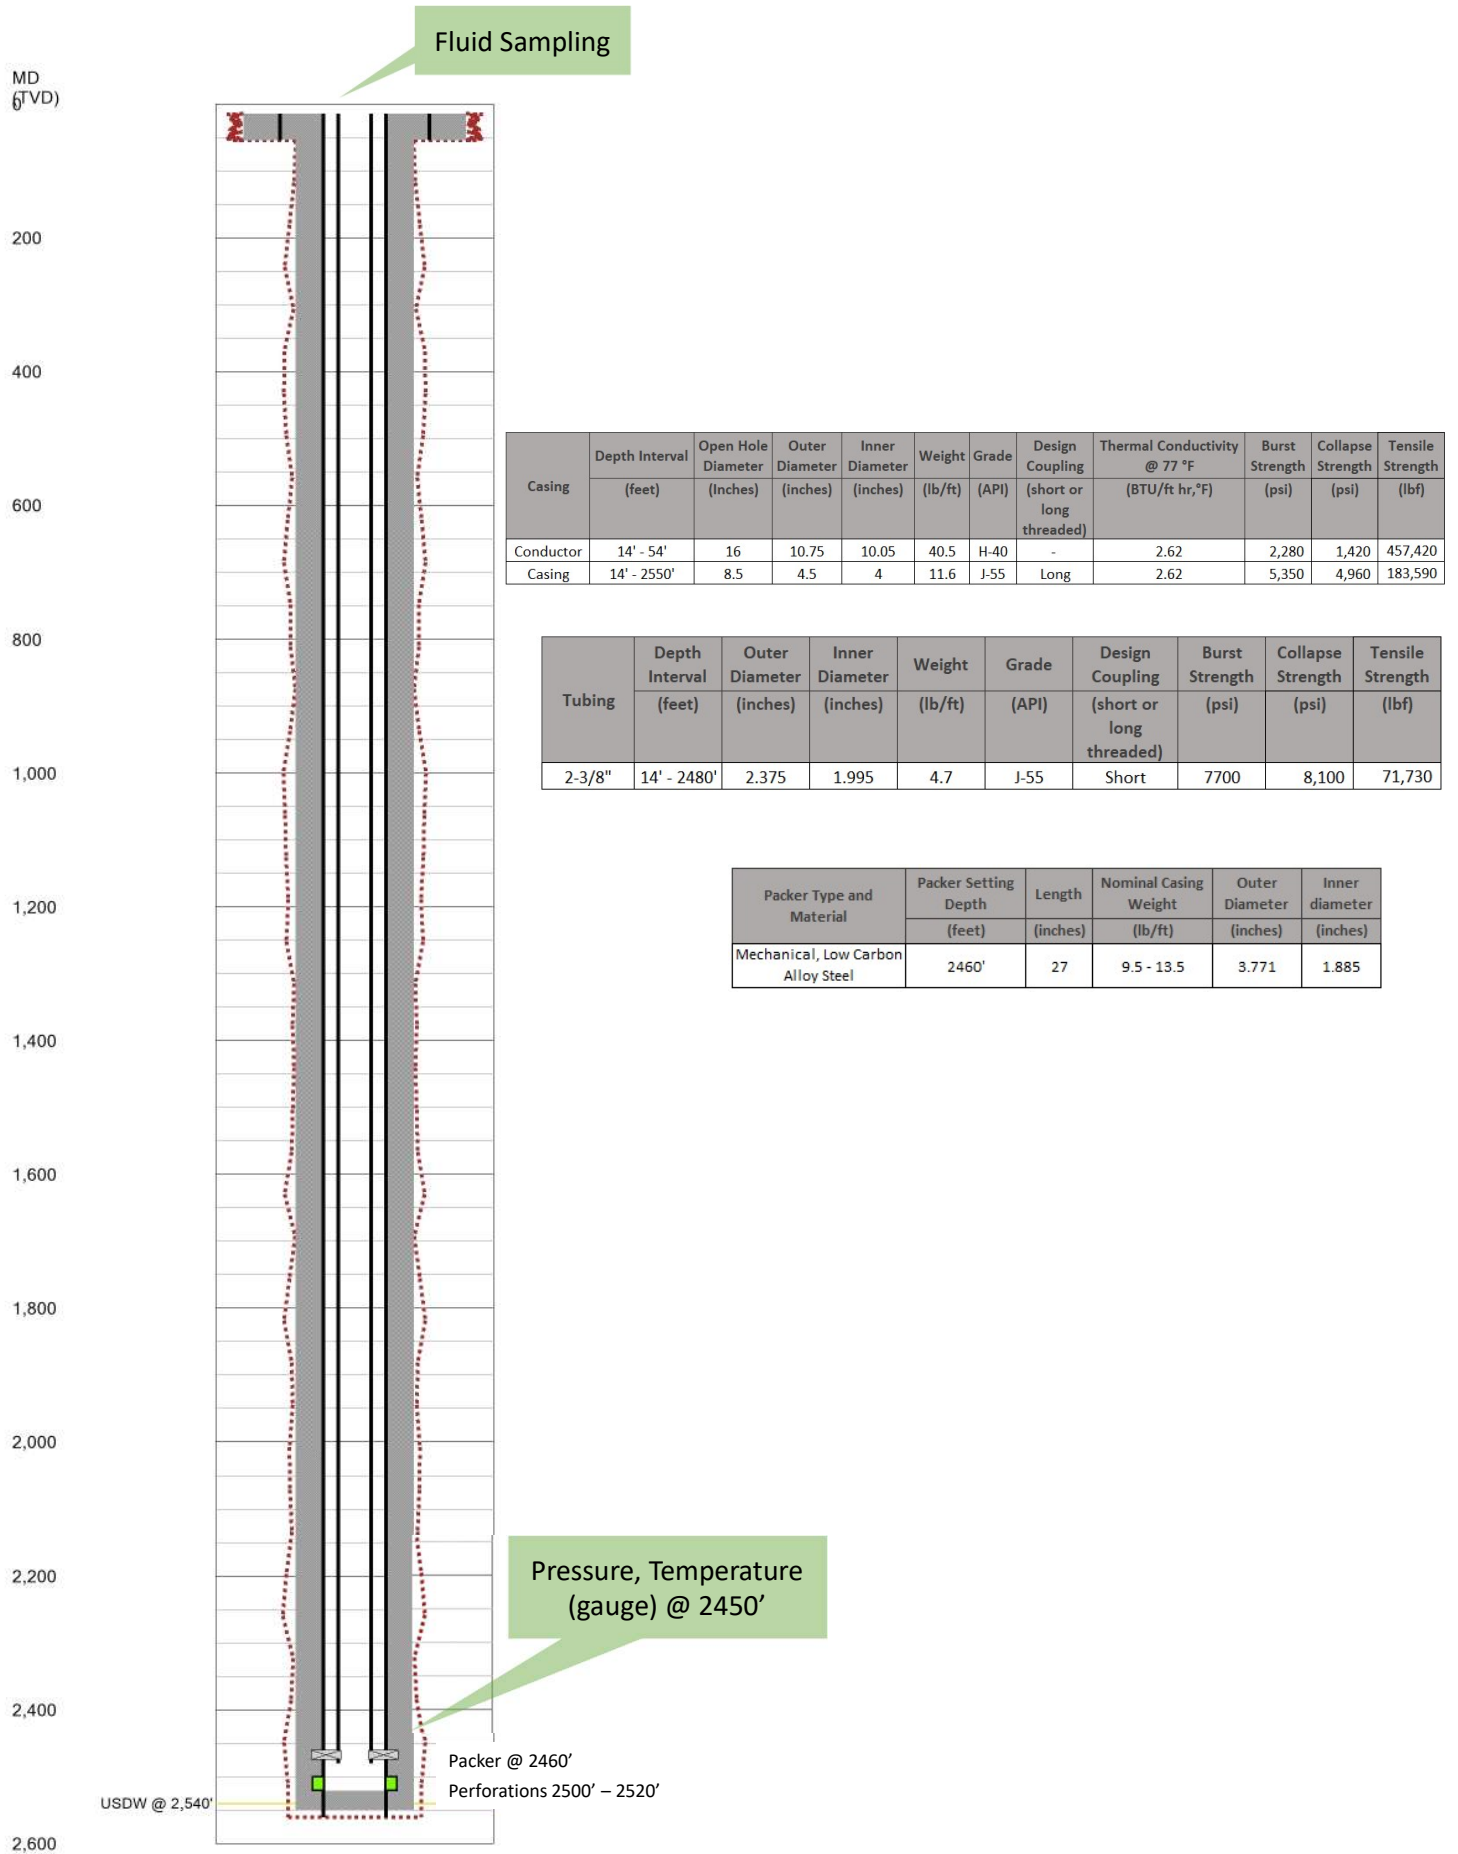 Fluid Sampling
MD
(TVD)
0
200
400
600
800
1,000
1,200
1,400
1,600
1,800
2,000
2,200
2,400
2,600
Casing
Depth Interval
Open Hole
Diameter
Outer
Diameter
Inner
Diameter
Weight
Grade
Design
Coupling
Thermal Conductivity
@ 77 °F
Burst
Strength
Collapse
Strength
Tensile
Strength
(feet)
(Inches)
(inches)
(inches)
(lb/ft)
(API)
(short or
long
threaded)
(BTU/ft hr,°F)
(psi)
(psi)
(lbf)
Conductor 14' - 54' 16 10.75 10.05 40.5 H-40 - 2.62 2,280 1,420 457,420
Casing 14' - 2550' 8.5 4.5 4 11.6 J-55 Long 2.62 5,350 4,960 183,590
Tubing
Depth
Interval
Outer
Diameter
Inner
Diameter
Weight
Grade
Design
Coupling
Burst
Strength
Collapse
Strength
Tensile
Strength
(feet)
(inches)
(inches)
(lb/ft)
(API)
(short or
long
threaded)
(psi)
(psi)
(lbf)
2-3/8" 14' - 2480' 2.375 1.995 4.7 J-55 Short 7700 8,100 71,730
Packer Type and
Material
Packer Setting
Depth
Length
Nominal Casing
Weight
Outer
Diameter
Inner
diameter
(feet)
(inches)
(lb/ft)
(inches)
(inches)
Mechanical, Low Carbon
Alloy Steel
2460' 27 9.5 - 13.5 3.771 1.885
Pressure, Temperature
(gauge) @ 2450’
Packer @ 2460’
Perforations 2500’ – 2520’
USDW @ 2,540'